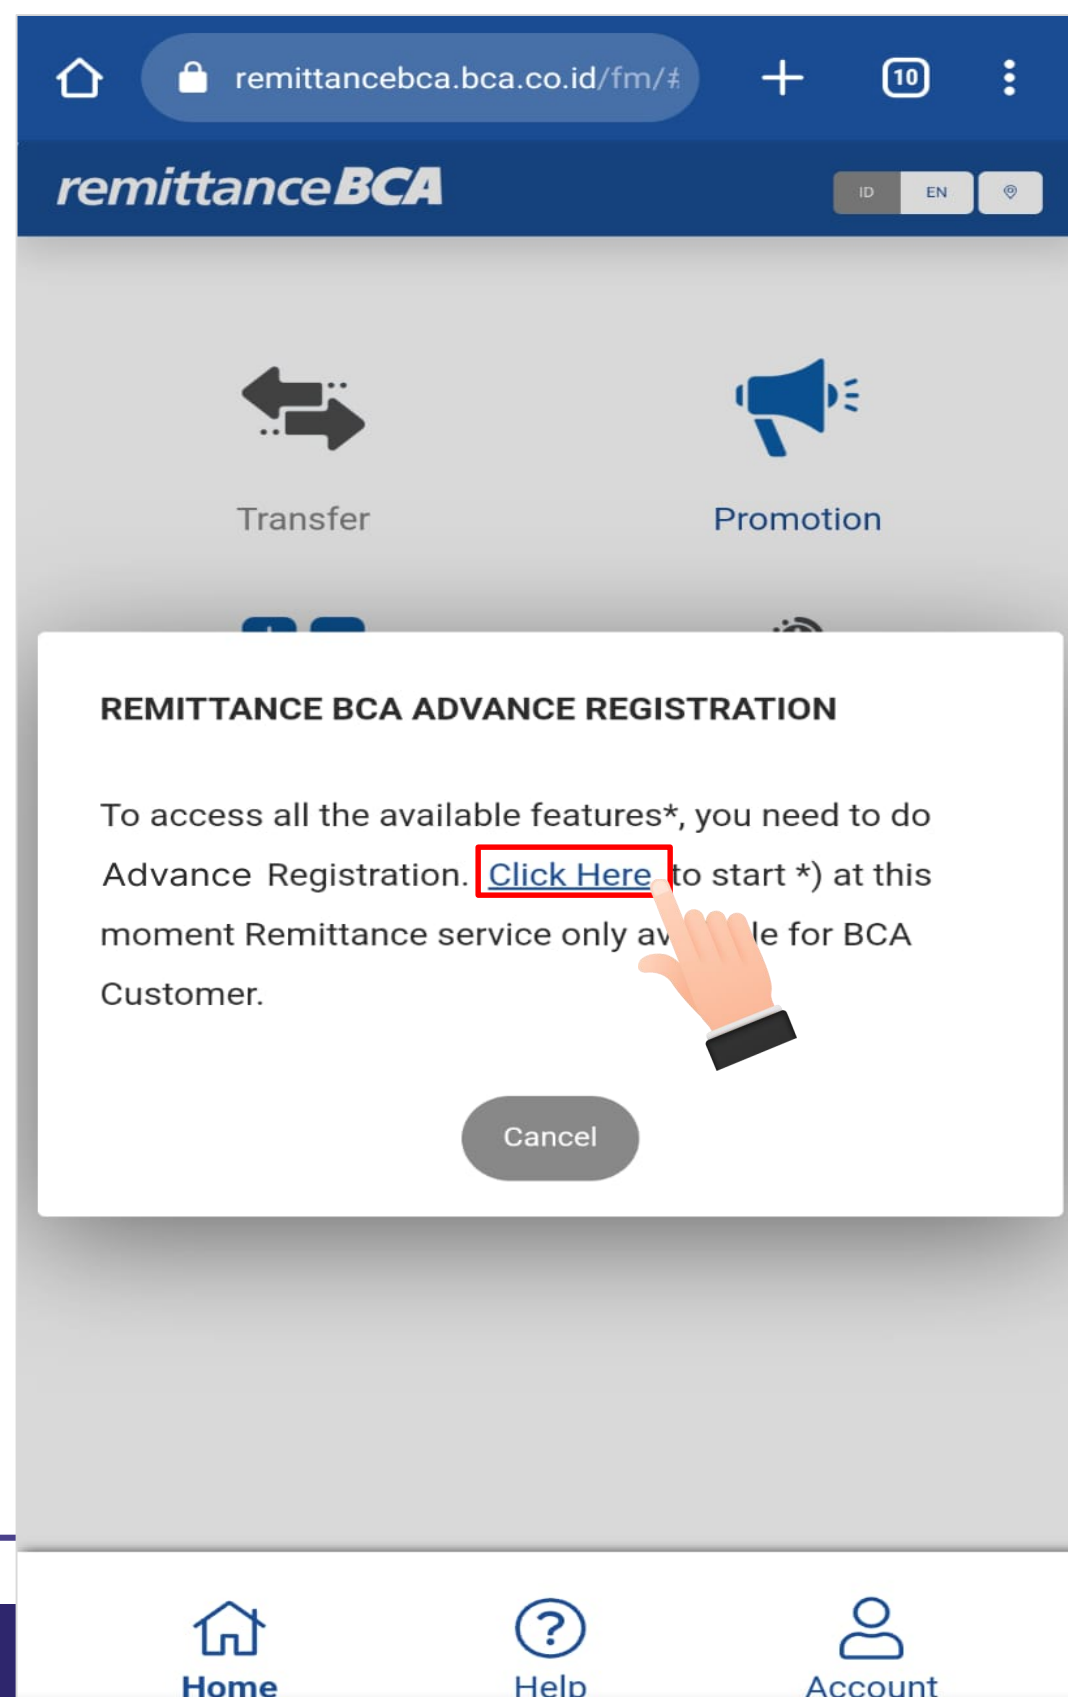 remittancebca.bca.co.id/fm/#
10
remittance BCA
ID EN
Transfer
Promotion
REMITTANCE BCA ADVANCE REGISTRATION
To access all the available features*, you need to do
Advance Registration. Click Here to start *) at this
moment Remittance service only av le for BCA
Customer.
Cancel
Home
Help
Account